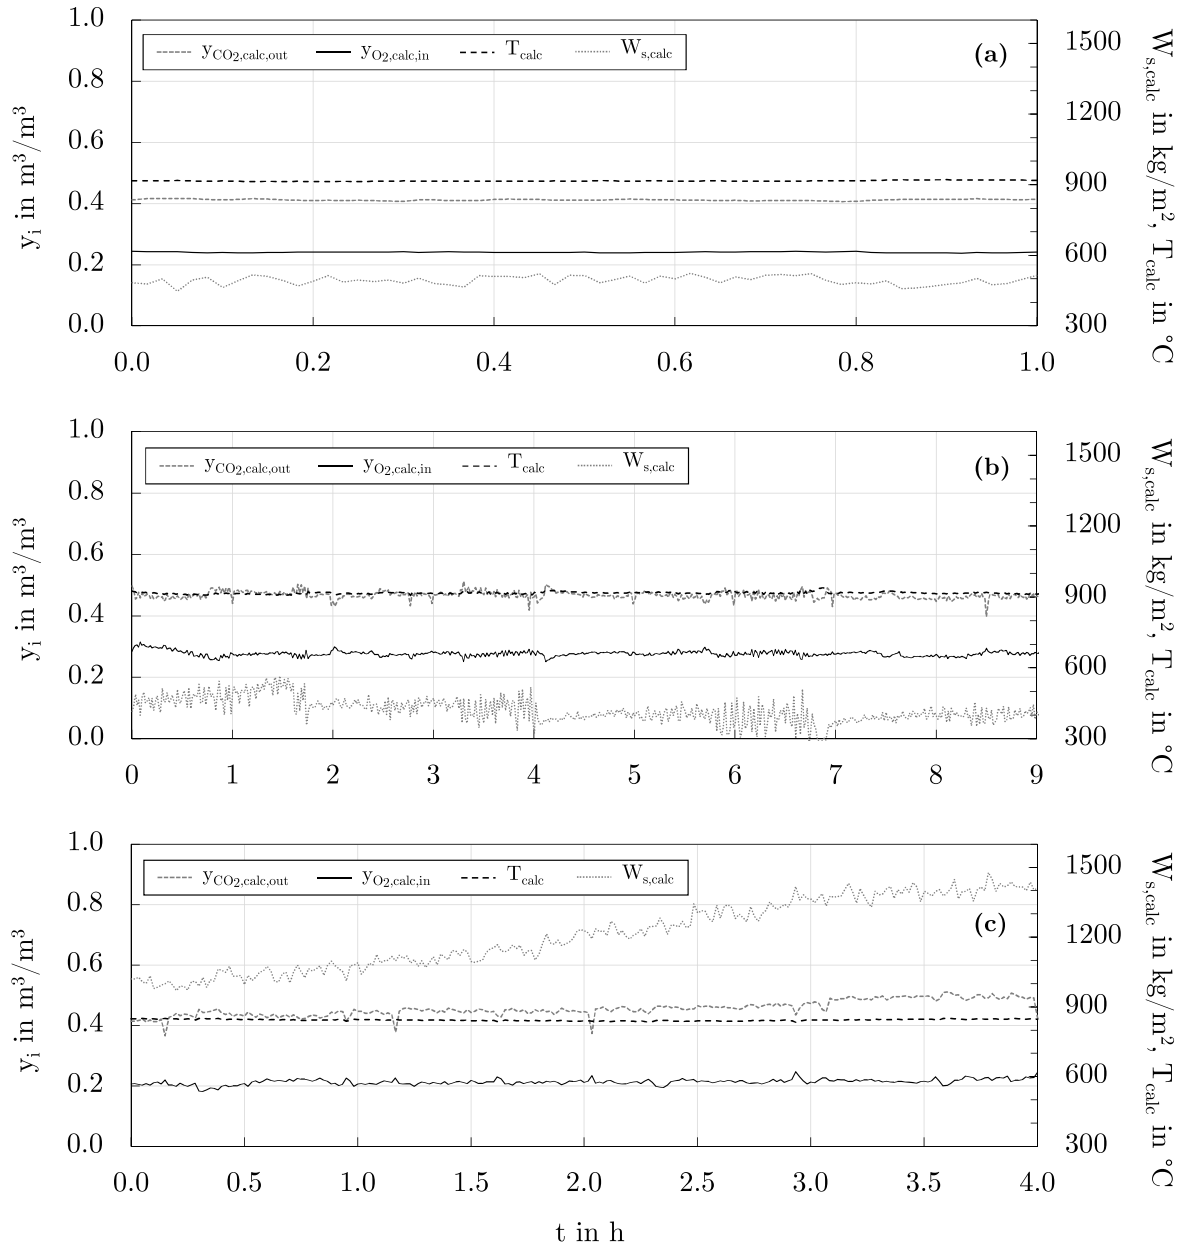 y_CO2,calc,out y_O2,calc,in T_calc W_s,calc
(a)
1.0
0.8
0.6
0.4
0.2
0.0
y_i in m³/m³
1500
1200
900
600
300
W_s,calc in kg/m², T_calc in °C
0.0 0.2 0.4 0.6 0.8 1.0
y_CO2,calc,out y_O2,calc,in T_calc W_s,calc
(b)
1.0
0.8
0.6
0.4
0.2
0.0
y_i in m³/m³
1500
1200
900
600
300
W_s,calc in kg/m², T_calc in °C
0 1 2 3 4 5 6 7 8 9
y_CO2,calc,out y_O2,calc,in T_calc W_s,calc
(c)
1.0
0.8
0.6
0.4
0.2
0.0
y_i in m³/m³
1500
1200
900
600
300
W_s,calc in kg/m², T_calc in °C
0.0 0.5 1.0 1.5 2.0 2.5 3.0 3.5 4.0
t in h